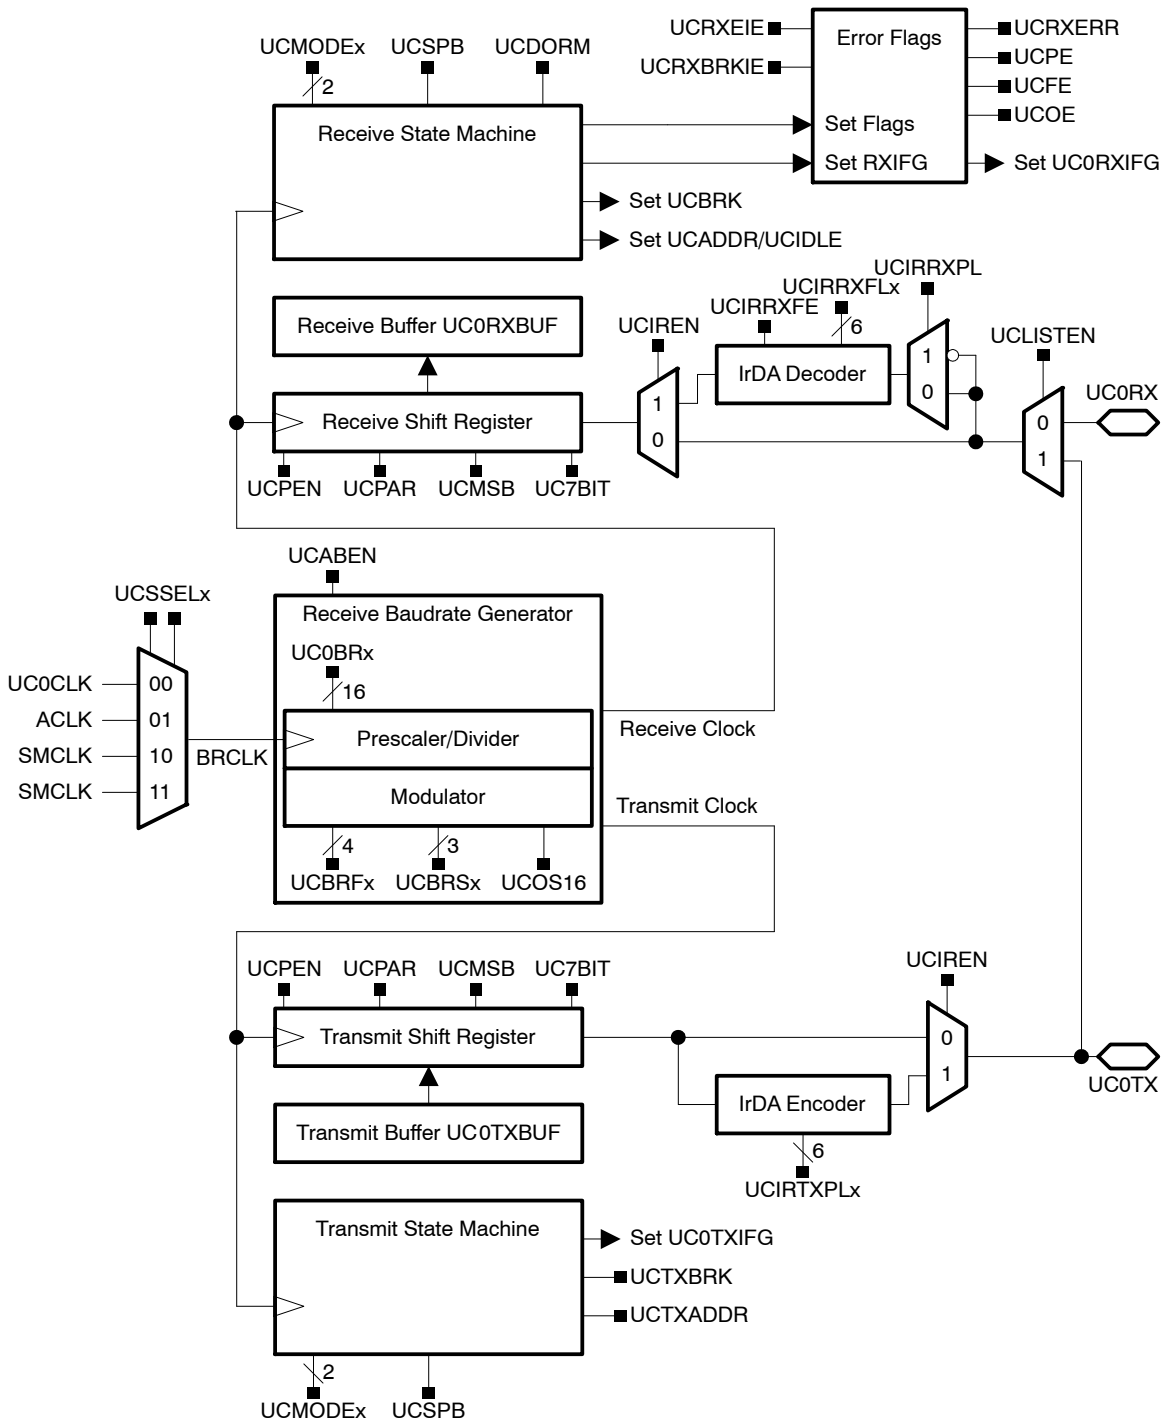 UCMODEx
UCSPB
UCDORM
2
Receive State Machine
UCRXEIE
UCRXBRKIE
Error Flags
UCRXERR
UCPE
UCFE
UCOE
Set Flags
Set RXIFG
Set UC0RXIFG
Set UCBRK
Set UCADDR/UCIDLE
UCIRRXPL
UCIRRXFLx
UCIRRXFE
6
UCIREN
UCLISTEN
Receive Buffer UC0RXBUF
IrDA Decoder
1
0
UC0RX
Receive Shift Register
1
0
0
1
UCPEN
UCPAR
UCMSB
UC7BIT
UCABEN
UCSSELx
Receive Baudrate Generator
UC0BRx
16
UC0CLK
00
ACLK
01
SMCLK
10
SMCLK
11
BRCLK
Prescaler/Divider
Receive Clock
Modulator
Transmit Clock
4
3
UCBRFx
UCBRSx
UCOS16
UCPEN
UCPAR
UCMSB
UC7BIT
UCIREN
Transmit Shift Register
0
1
UC0TX
IrDA Encoder
6
UCIRTXPLx
Transmit Buffer UC0TXBUF
Transmit State Machine
Set UC0TXIFG
UCTXBRK
UCTXADDR
2
UCMODEx
UCSPB